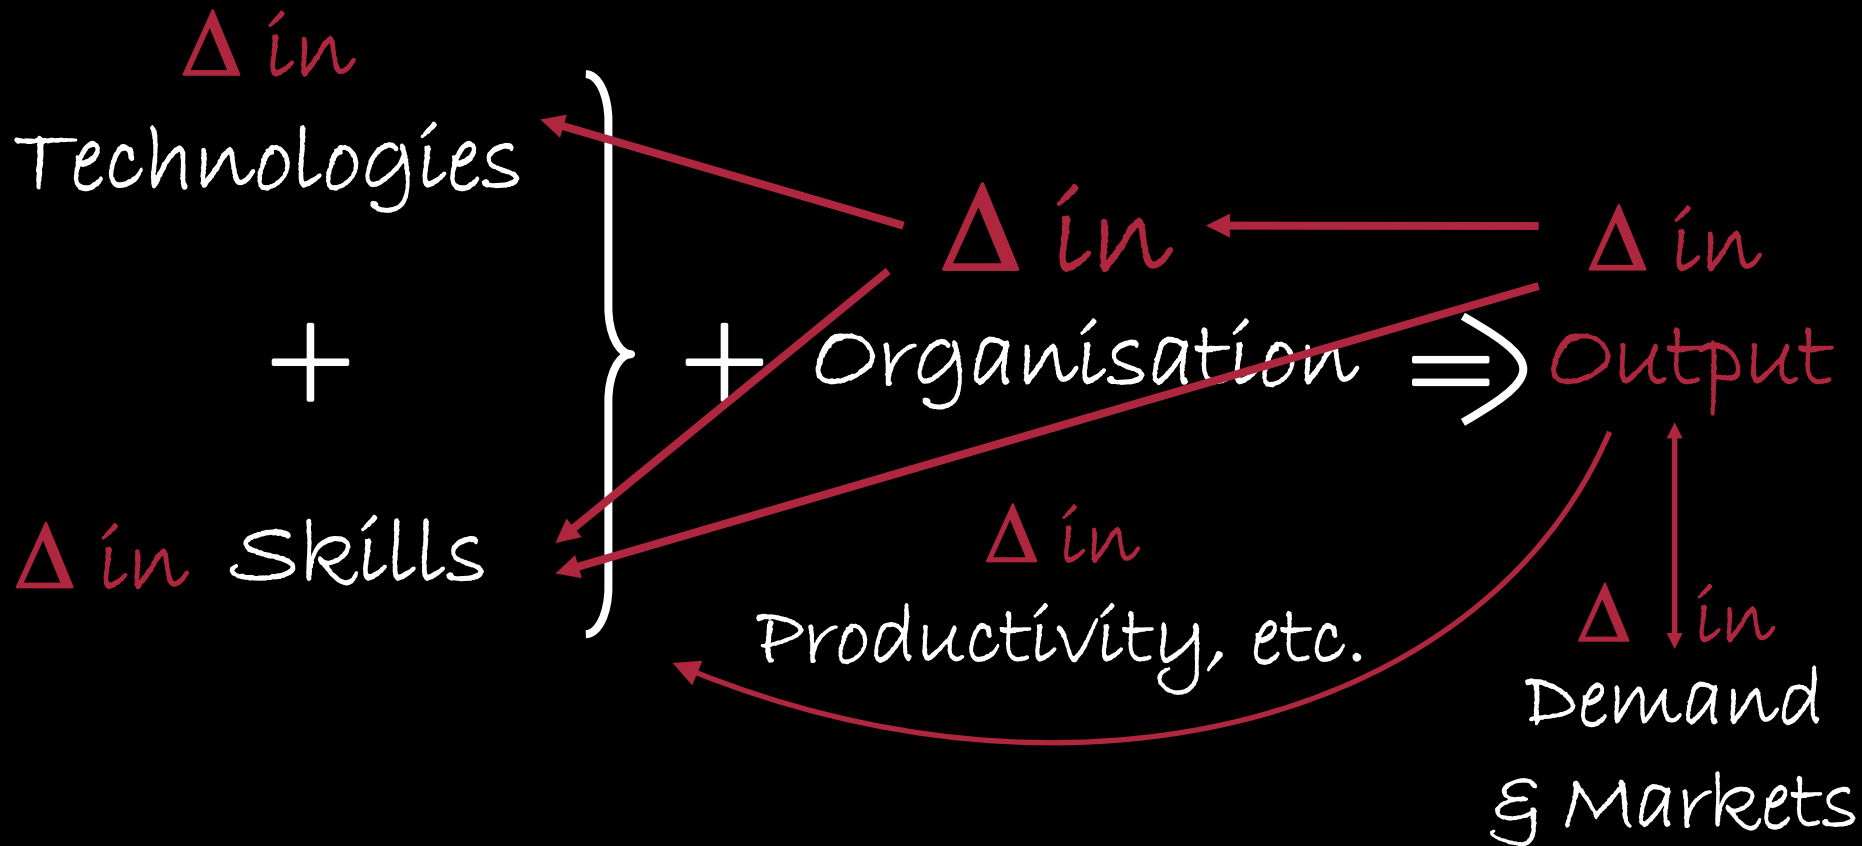 Δ in
Technologies
+
Δ in Skills
+
Δ in
Organisation
⇒
Δ in
Output
Δ in
Productivity, etc.
Δ in
Demand
& Markets